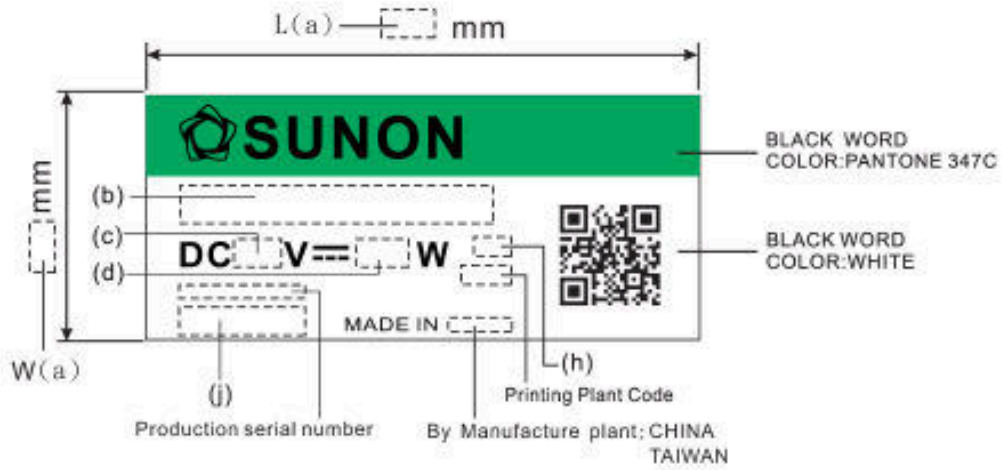 L(a) mm
SUNON
mm
W(a)
BLACK WORD
COLOR:PANTONE 347C
(b)
(c)
DC V W
(d)
BLACK WORD
COLOR:WHITE
MADE IN
(h)
(j)
Printing Plant Code
Production serial number
By Manufacture plant; CHINA
TAIWAN